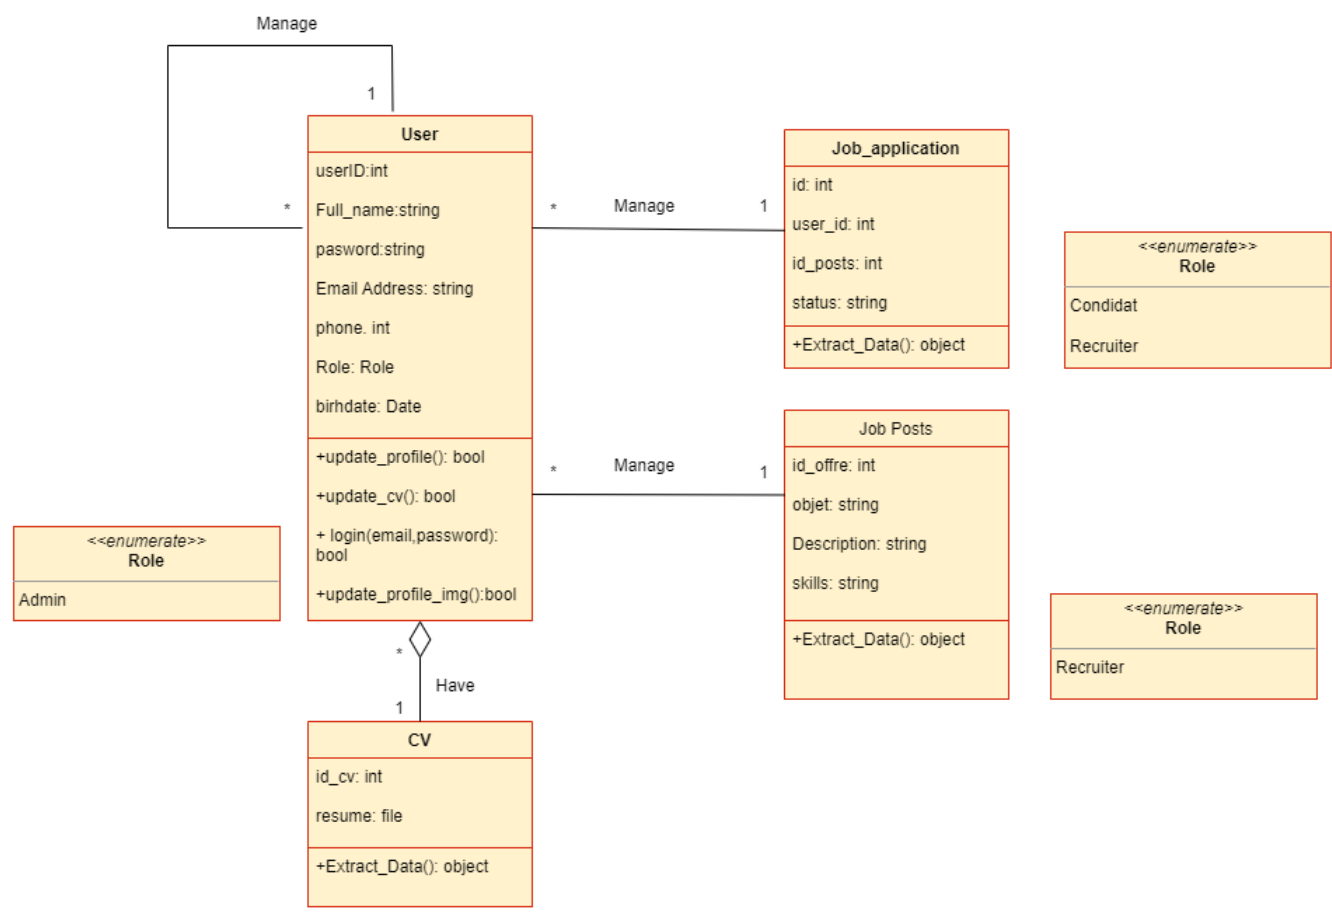 Manage
1
*
User
userID:int
Full_name:string
pasword:string
Email Address: string
phone. int
Role: Role
birhdate: Date
+update_profile(): bool
+update_cv(): bool
+ login(email,password):
bool
+update_profile_img():bool
*
Manage
1
Job_application
id: int
user_id: int
id_posts: int
status: string
+Extract_Data(): object
<<enumerate>>
Role
Condidat
Recruiter
*
Manage
1
Job Posts
id_offre: int
objet: string
Description: string
skills: string
+Extract_Data(): object
<<enumerate>>
Role
Recruiter
<<enumerate>>
Role
Admin
*
Have
1
CV
id_cv: int
resume: file
+Extract_Data(): object